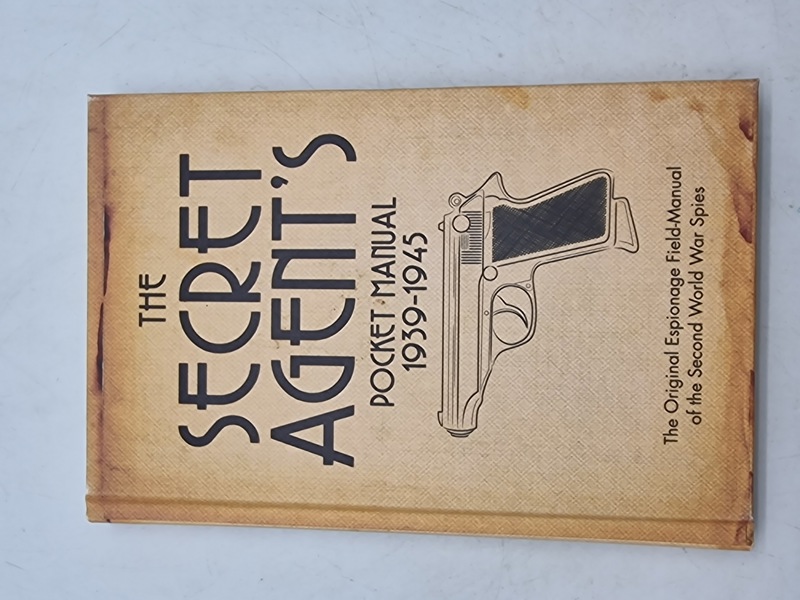 THE
SECRET
AGENT'S
POCKET MANUAL
1939-1945
The Original Espionage Field-Manual
of the Second World War Spies